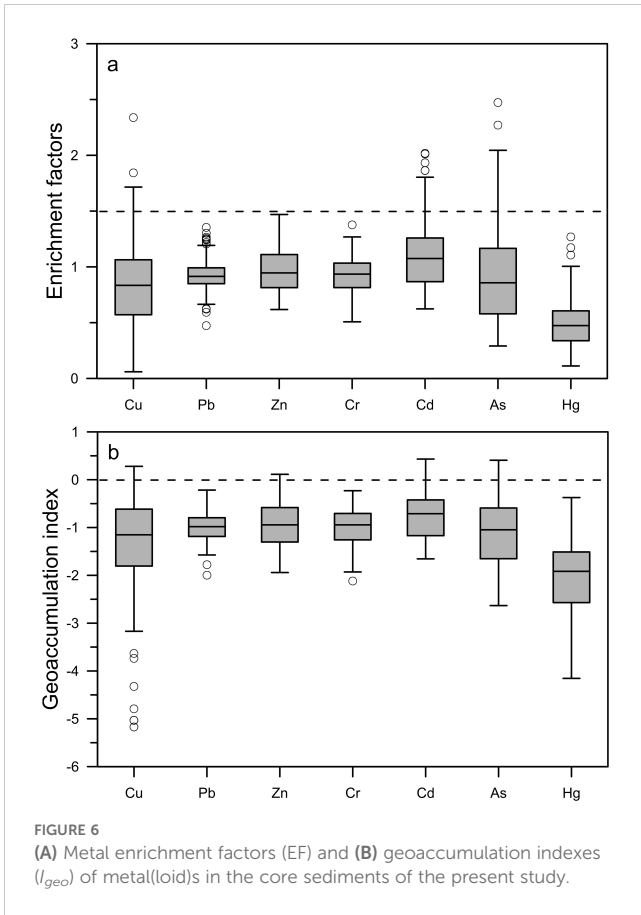 a
3
2
1
0
Enrichment factors
Cu Pb Zn Cr Cd As Hg
b
1
0
-1
-2
-3
-4
-5
-6
Geoaccumulation index
Cu Pb Zn Cr Cd As Hg
FIGURE 6
(A) Metal enrichment factors (EF) and (B) geoaccumulation indexes
(Igeo) of metal(loid)s in the core sediments of the present study.